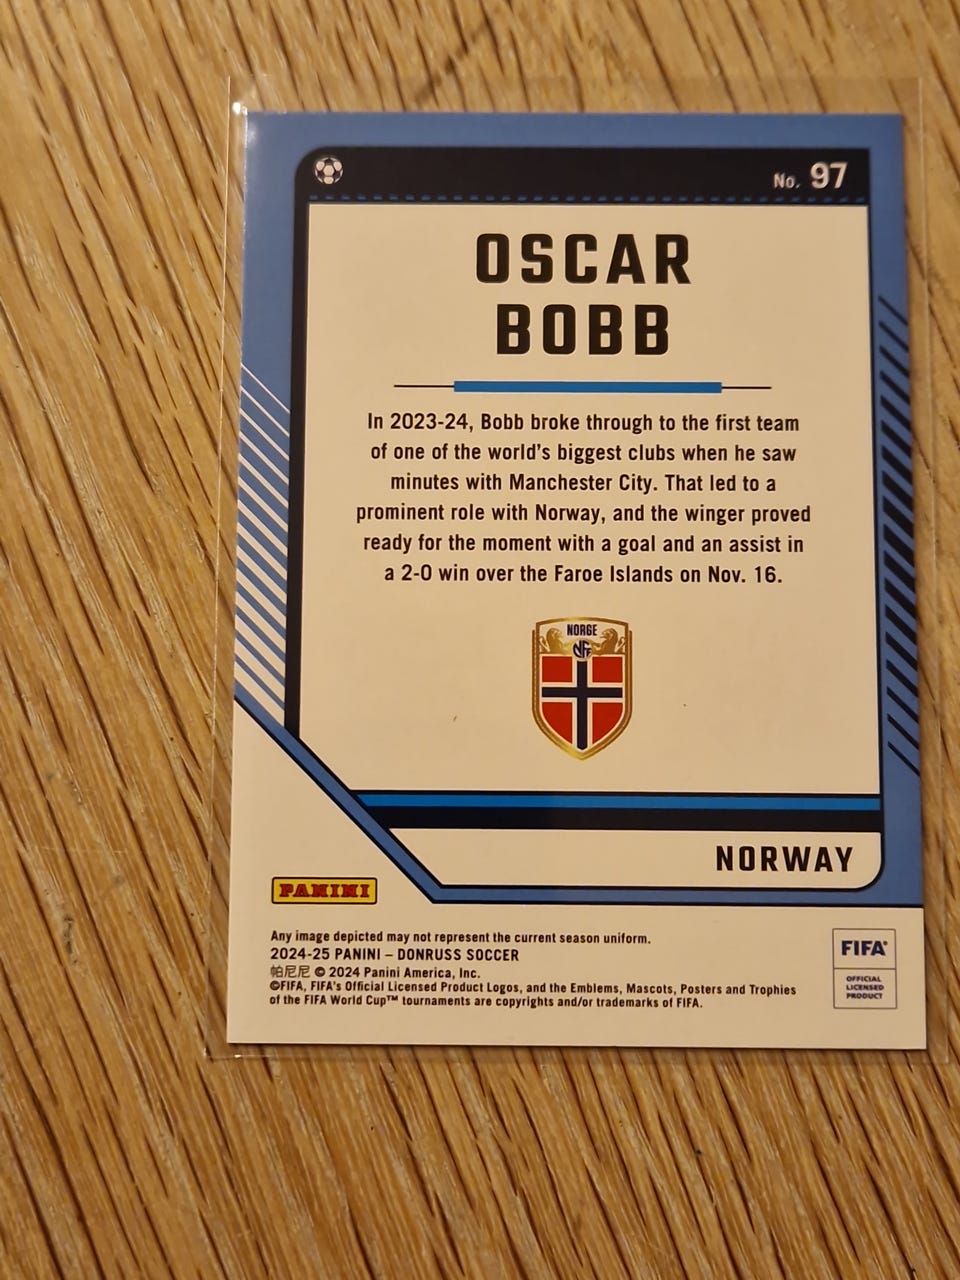 No. 97
OSCAR
BOBB
In 2023-24, Bobb broke through to the first team
of one of the world's biggest clubs when he saw
minutes with Manchester City. That led to a
prominent role with Norway, and the winger proved
ready for the moment with a goal and an assist in
a 2-0 win over the Faroe Islands on Nov. 16.
NORGE
NFF
NORWAY
PANINI
Any image depicted may not represent the current season uniform.
2024-25 PANINI – DONRUSS SOCCER
帕尼尼 © 2024 Panini America, Inc.
©FIFA, FIFA's Official Licensed Product Logos, and the Emblems, Mascots, Posters and Trophies
of the FIFA World Cup™ tournaments are copyrights and/or trademarks of FIFA.
FIFA®
OFFICIAL
LICENSED
PRODUCT